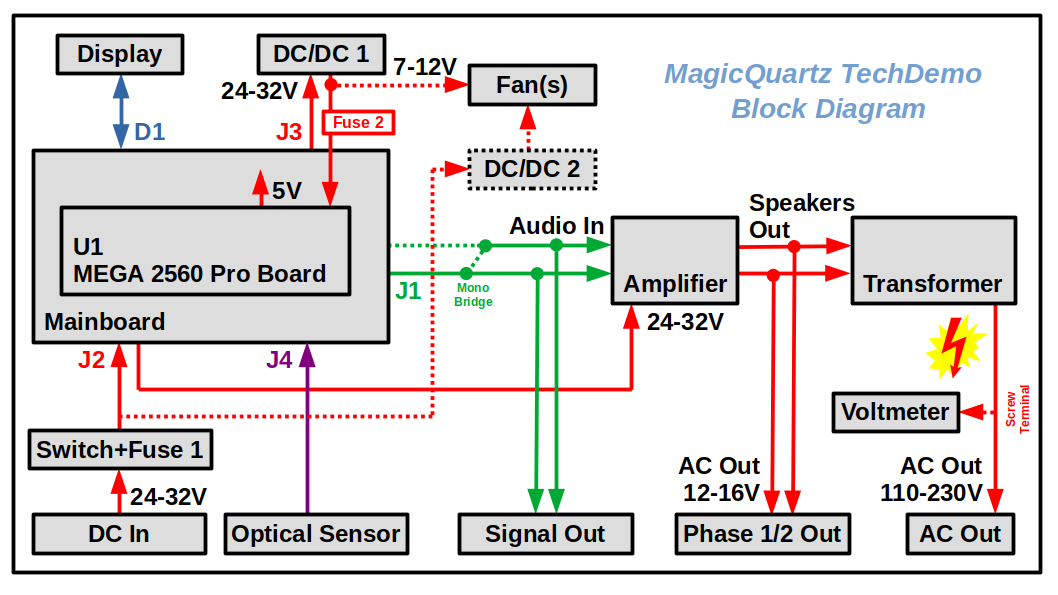 MagicQuartz TechDemo
Block Diagram
Display
DC/DC 1
7-12V
Fan(s)
24-32V
Fuse 2
D1
J3
DC/DC 2
5V
U1
MEGA 2560 Pro Board
Mainboard
Audio In
Speakers
Out
J1
Mono
Bridge
Amplifier
24-32V
Transformer
J2
J4
Switch+Fuse 1
Voltmeter
Screw
Terminal
24-32V
AC Out
12-16V
AC Out
110-230V
DC In
Optical Sensor
Signal Out
Phase 1/2 Out
AC Out